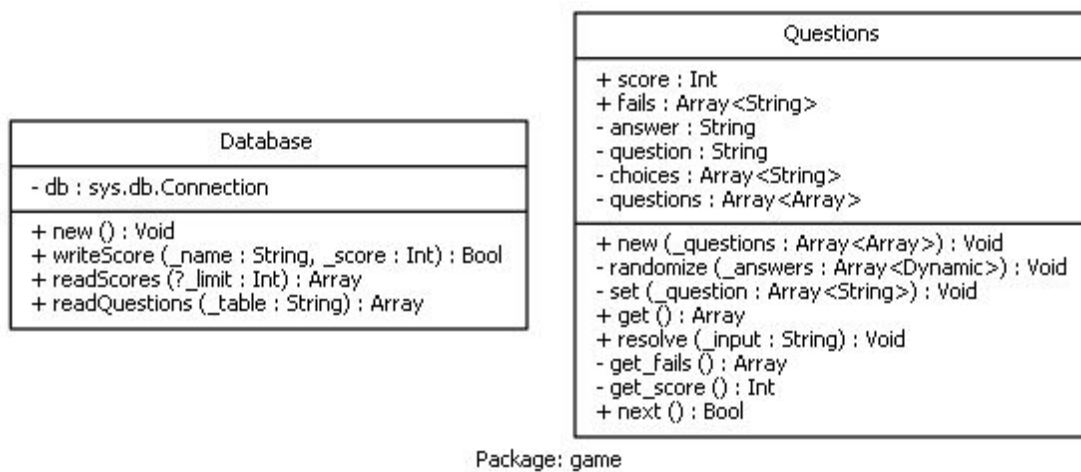 Database
- db : sys.db.Connection
+ new () : Void
+ writeScore (_name : String, _score : Int) : Bool
+ readScores (?_limit : Int) : Array
+ readQuestions (_table : String) : Array
Questions
+ score : Int
+ fails : Array<String>
- answer : String
- question : String
- choices : Array<String>
- questions : Array<Array>
+ new (_questions : Array<Array>) : Void
- randomize (_answers : Array<Dynamic>) : Void
- set (_question : Array<String>) : Void
+ get () : Array
+ resolve (_input : String) : Void
- get_fails () : Array
- get_score () : Int
+ next () : Bool
Package: game